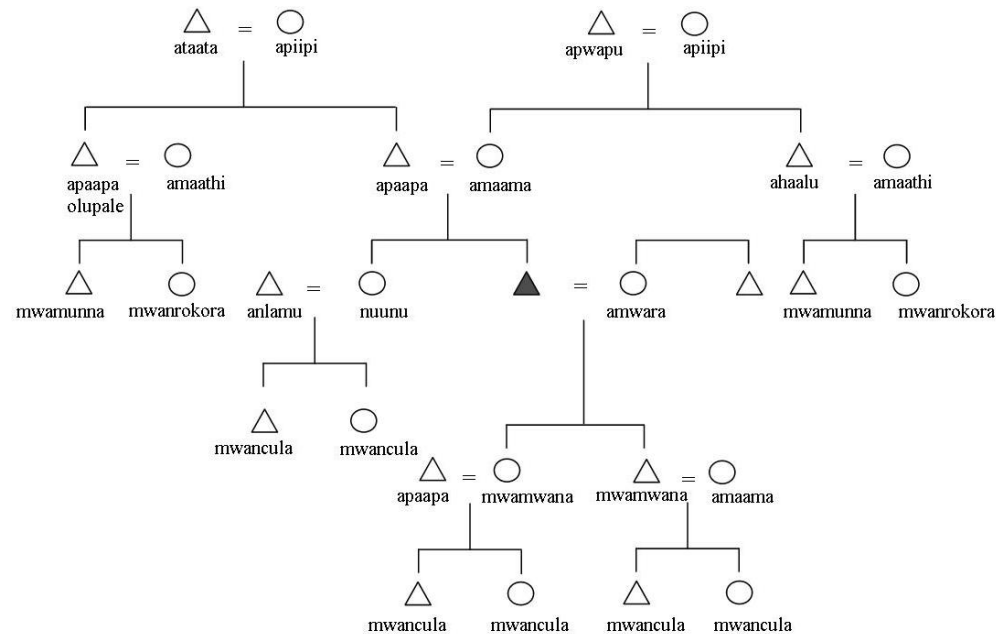 ataata
apiipi
apwapu
apiipi
apaapa
olupale
amaathi
apaapa
amaama
ahaalu
amaathi
mwamunna
mwanrokora
anlamu
nuunu
amwara
mwamunna
mwanrokora
mwancula
mwancula
apaapa
mwamwana
mwamwana
amaama
mwancula
mwancula
mwancula
mwancula